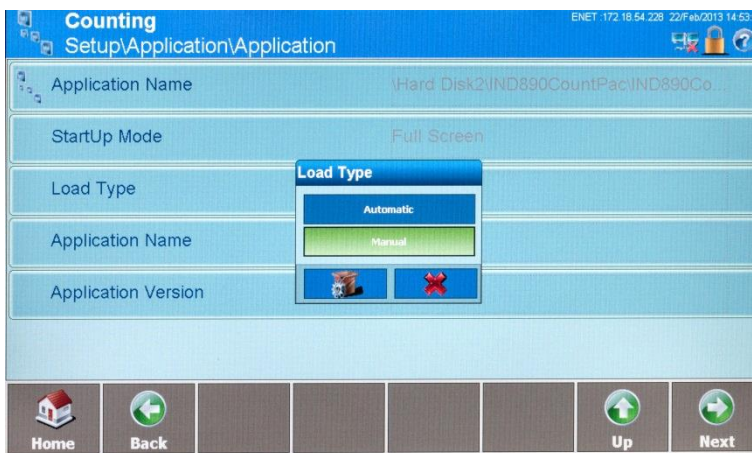 Counting
ENET :172.18.54.228 22/Feb/2013 14:53:
Setup\Application\Application
Application Name
\Hard Disk2\IND890CountPac\IND890Co...
StartUp Mode
Full Screen
Load Type
Load Type
Automatic
Manual
Application Name
Application Version
Home
Back
Up
Next